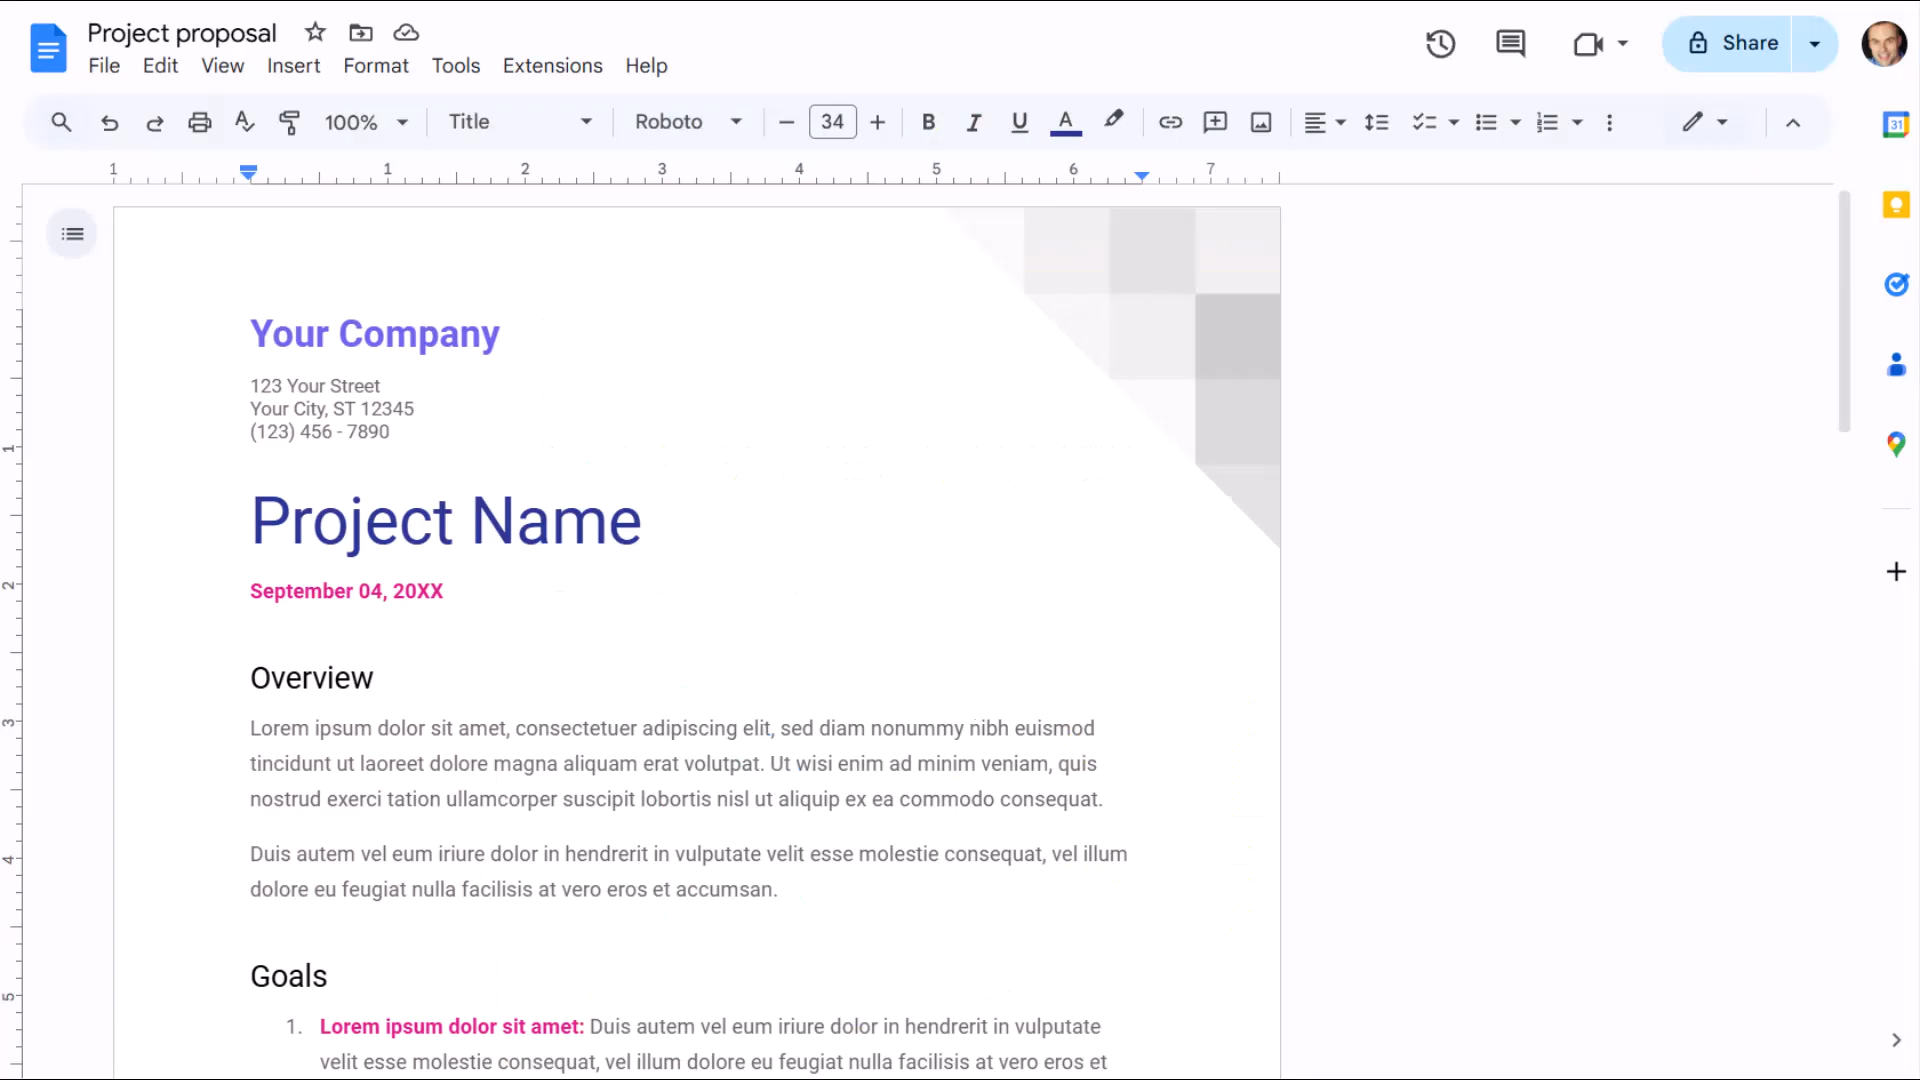 Project proposal
File Edit View Insert Format Tools Extensions Help
Share
100% Title Roboto 34 B I U A
31
1 1 2 3 4 5 6 7
Your Company
123 Your Street
Your City, ST 12345
(123) 456 - 7890
1
Project Name
2
September 04, 20XX
Overview
3
Lorem ipsum dolor sit amet, consectetuer adipiscing elit, sed diam nonummy nibh euismod
tincidunt ut laoreet dolore magna aliquam erat volutpat. Ut wisi enim ad minim veniam, quis
nostrud exerci tation ullamcorper suscipit lobortis nisl ut aliquip ex ea commodo consequat.
4
Duis autem vel eum iriure dolor in hendrerit in vulputate velit esse molestie consequat, vel illum
dolore eu feugiat nulla facilisis at vero eros et accumsan.
Goals
5
1. Lorem ipsum dolor sit amet: Duis autem vel eum iriure dolor in hendrerit in vulputate
velit esse molestie consequat, vel illum dolore eu feugiat nulla facilisis at vero eros et